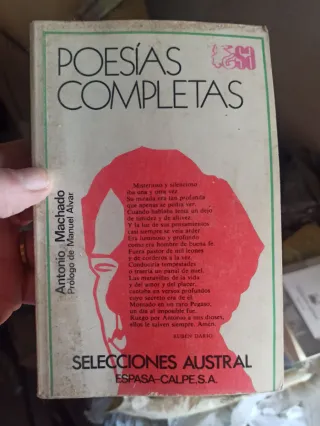 SA
POESÍAS
COMPLETAS
Antonio Machado
Prólogo de Manuel Alvar
Misterioso y silencioso
iba una y otra vez.
Su mirada era tan profunda
que apenas se podía ver.
Cuando hablaba tenía un dejo
de timidez y de altivez.
Y la luz de sus pensamientos
casi siempre se veía arder.
Era luminoso y profundo
como era hombre de buena fe.
Fuera pastor de mil leones
y de corderos a la vez.
Conduciría tempestades
o traería un panal de miel.
Las maravillas de la vida
y del amor y del placer,
cantaba en versos profundos
cuyo secreto era de él.
Montado en un raro Pegaso,
un día al imposible fue.
Ruego por Antonio a mis dioses,
ellos le salven siempre. Amén.
RUBÉN DARÍO
SELECCIONES AUSTRAL
ESPASA-CALPE, S.A.